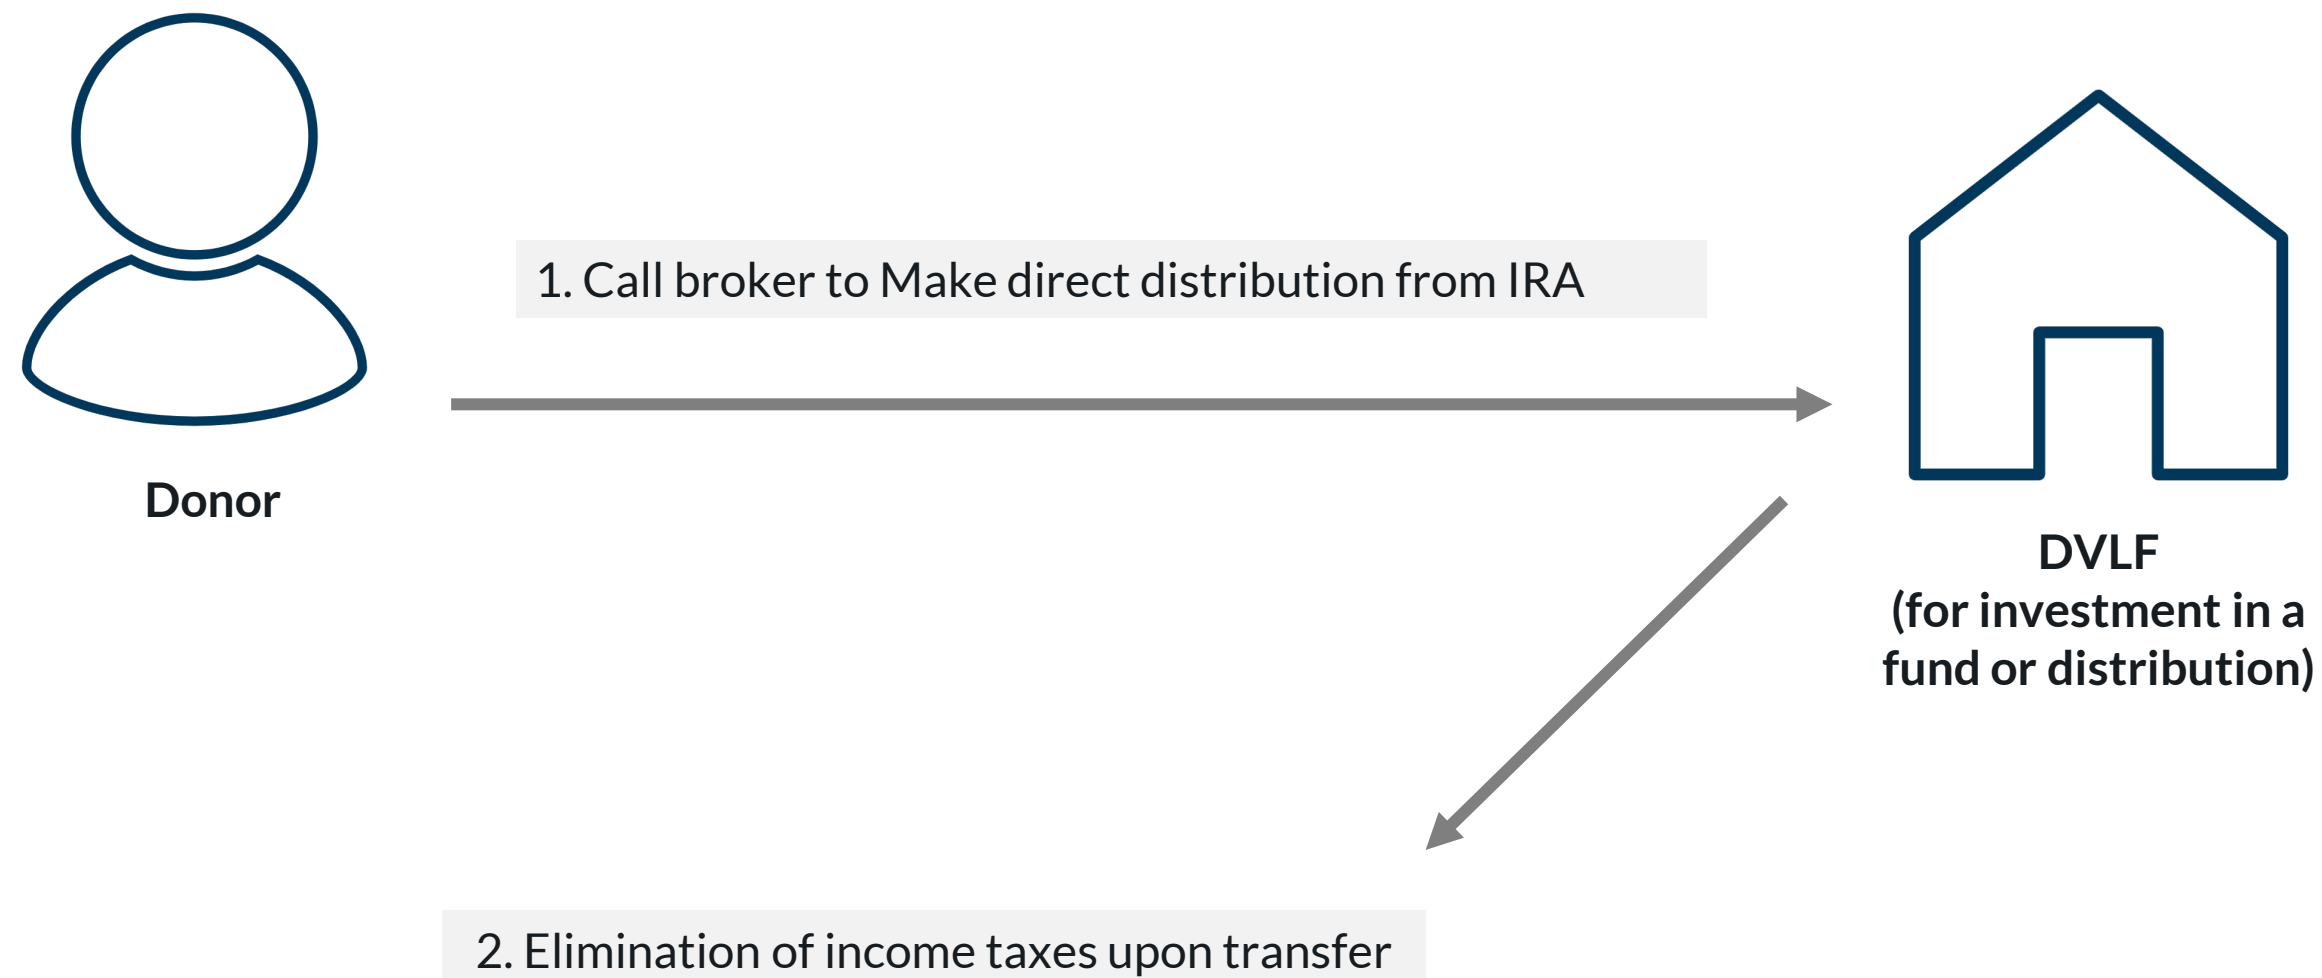 1. Call broker to Make direct distribution from IRA
Donor
DVLF
(for investment in a
fund or distribution)
2. Elimination of income taxes upon transfer